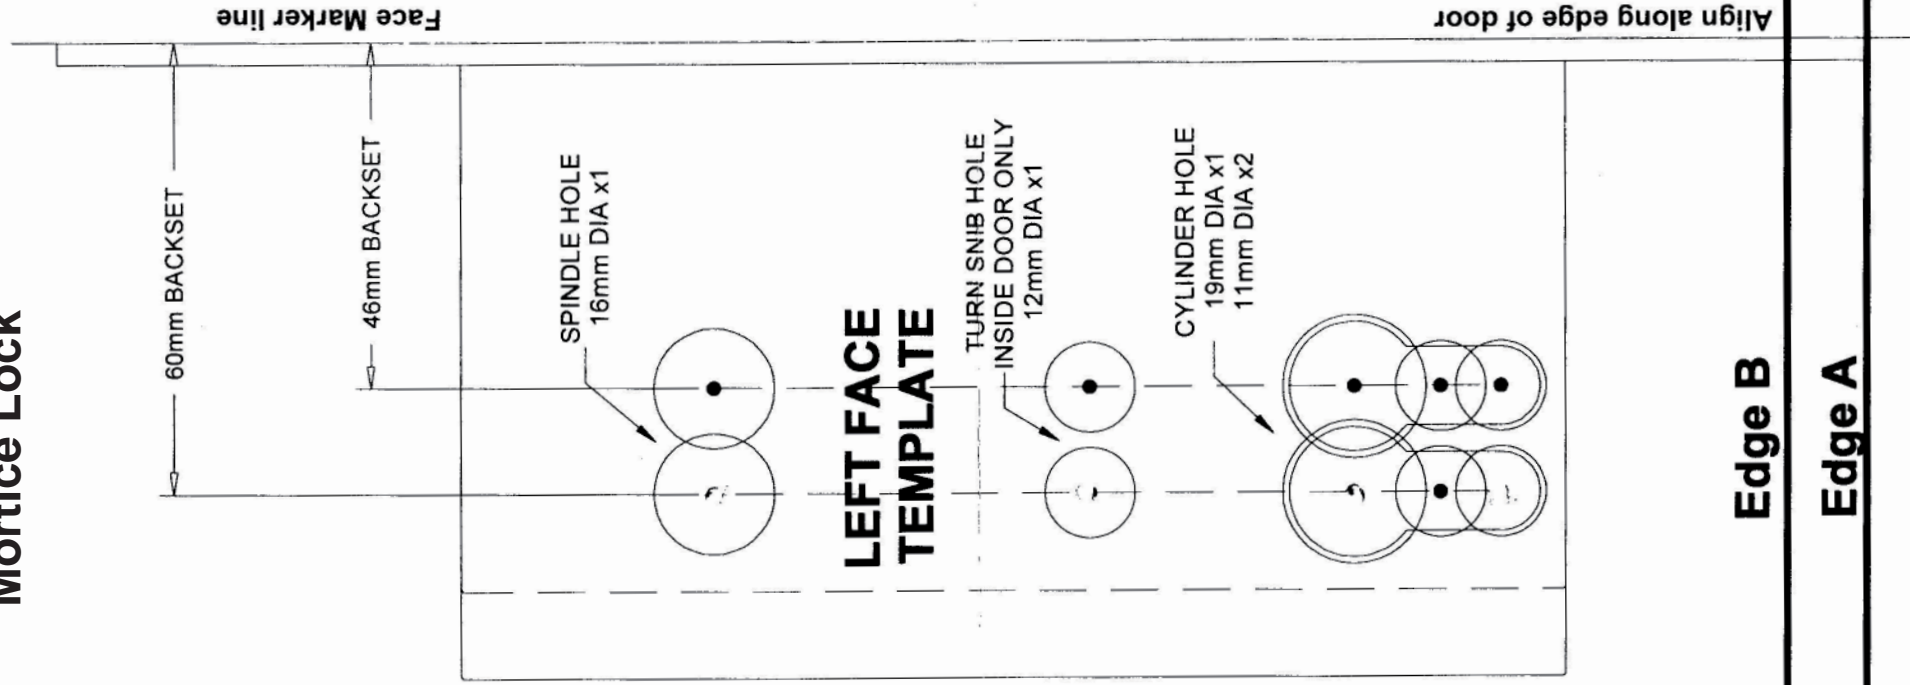 Mortice Lock
Face Marker line
Align along edge of door
60mm BACKSET
46mm BACKSET
SPINDLE HOLE
16mm DIA x1
LEFT FACE
TEMPLATE
TURN SNIB HOLE
INSIDE DOOR ONLY
12mm DIA x1
CYLINDER HOLE
19mm DIA x1
11mm DIA x2
Edge B
Edge A